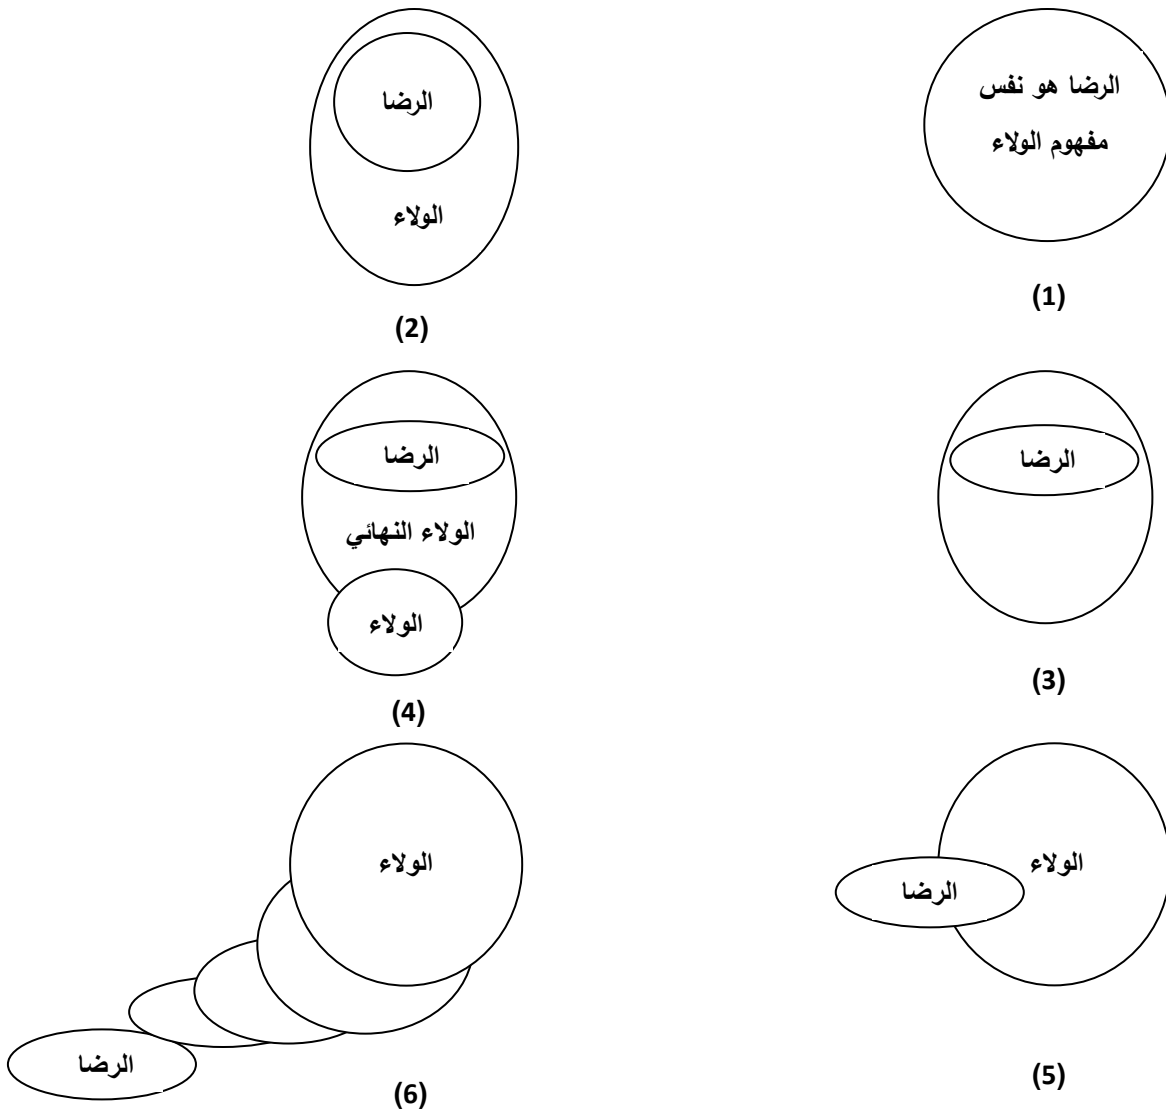 الرضا هو نفس
مفهوم الولاء
(1)
الرضا
الولاء
(2)
الرضا
(3)
الرضا
الولاء النهائي
الولاء
(4)
الولاء
الرضا
(5)
الولاء
الرضا
(6)